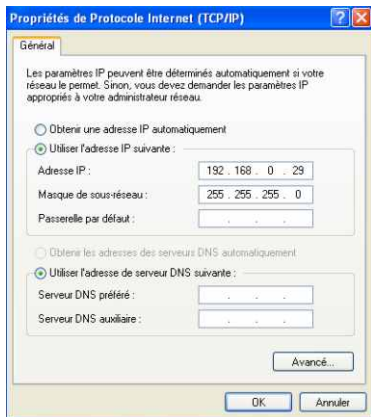 Propriétés de Protocole Internet (TCP/IP)
Général
Les paramètres IP peuvent être déterminés automatiquement si votre
réseau le permet. Sinon, vous devez demander les paramètres IP
appropriés à votre administrateur réseau.
Obtenir une adresse IP automatiquement
Utiliser l'adresse IP suivante :
Adresse IP : 192 . 168 . 0 . 29
Masque de sous-réseau : 255 . 255 . 255 . 0
Passerelle par défaut : . . .
Obtenir les adresses des serveurs DNS automatiquement
Utiliser l'adresse de serveur DNS suivante :
Serveur DNS préféré : . . .
Serveur DNS auxiliaire : . . .
Avancé...
OK Annuler